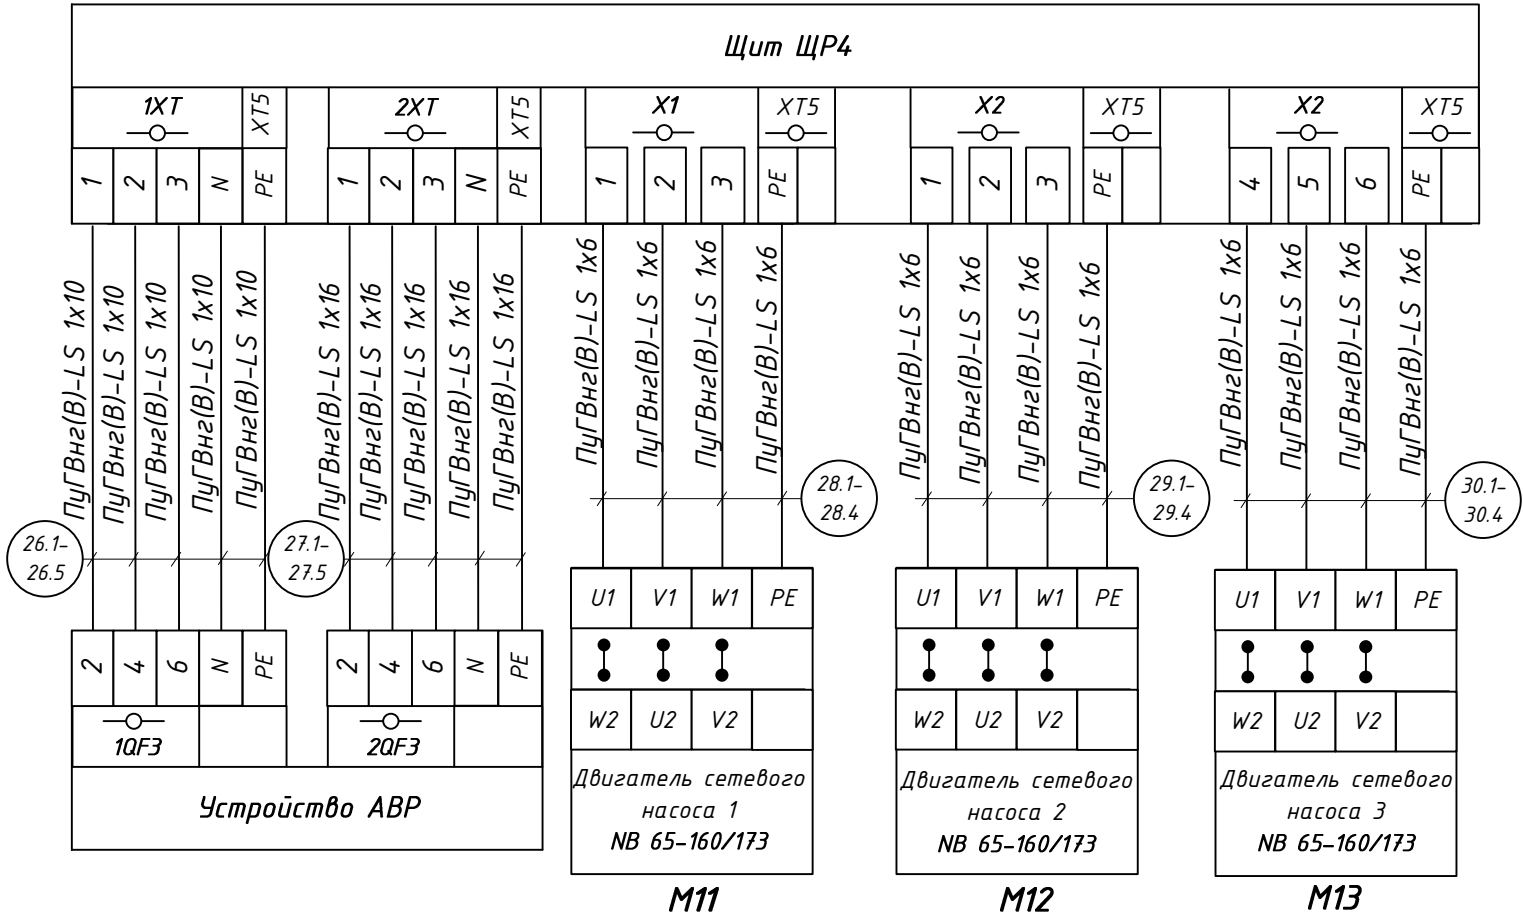 Щит ЩР4
1XT
XT5
2XT
XT5
X1
XT5
X2
XT5
X2
XT5
1
2
3
N
PE
1
2
3
N
PE
1
2
3
PE
1
2
3
PE
4
5
6
PE
ПуГВнг(В)-LS 1x10
ПуГВнг(В)-LS 1x10
ПуГВнг(В)-LS 1x10
ПуГВнг(В)-LS 1x10
ПуГВнг(В)-LS 1x10
ПуГВнг(В)-LS 1x16
ПуГВнг(В)-LS 1x16
ПуГВнг(В)-LS 1x16
ПуГВнг(В)-LS 1x16
ПуГВнг(В)-LS 1x16
ПуГВнг(В)-LS 1x6
ПуГВнг(В)-LS 1x6
ПуГВнг(В)-LS 1x6
ПуГВнг(В)-LS 1x6
ПуГВнг(В)-LS 1x6
ПуГВнг(В)-LS 1x6
ПуГВнг(В)-LS 1x6
ПуГВнг(В)-LS 1x6
ПуГВнг(В)-LS 1x6
ПуГВнг(В)-LS 1x6
ПуГВнг(В)-LS 1x6
ПуГВнг(В)-LS 1x6
26.1-
26.5
27.1-
27.5
28.1-
28.4
29.1-
29.4
30.1-
30.4
2
4
6
N
PE
1QF3
2
4
6
N
PE
2QF3
Устройство АВР
U1
V1
W1
PE
W2
U2
V2
Двигатель сетевого
насоса 1
NB 65-160/173
M11
U1
V1
W1
PE
W2
U2
V2
Двигатель сетевого
насоса 2
NB 65-160/173
M12
U1
V1
W1
PE
W2
U2
V2
Двигатель сетевого
насоса 3
NB 65-160/173
M13